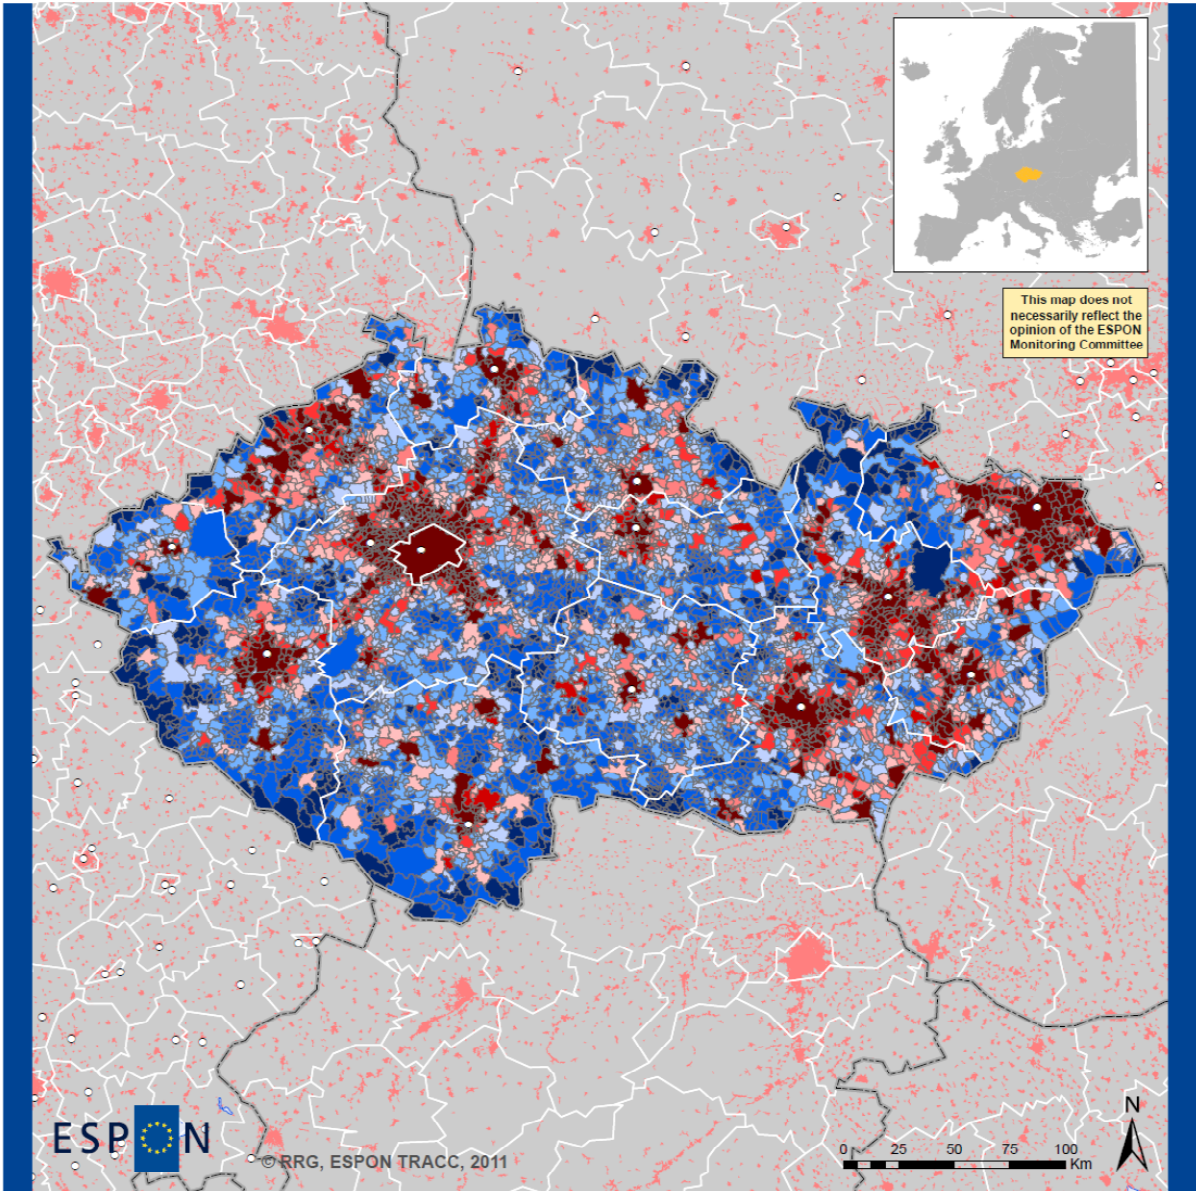 This map does not
necessarily reflect the
opinion of the ESPON
Monitoring Committee
ESPON
© RRG, ESPON TRACC, 2011
N
0 25 50 75 100
Km